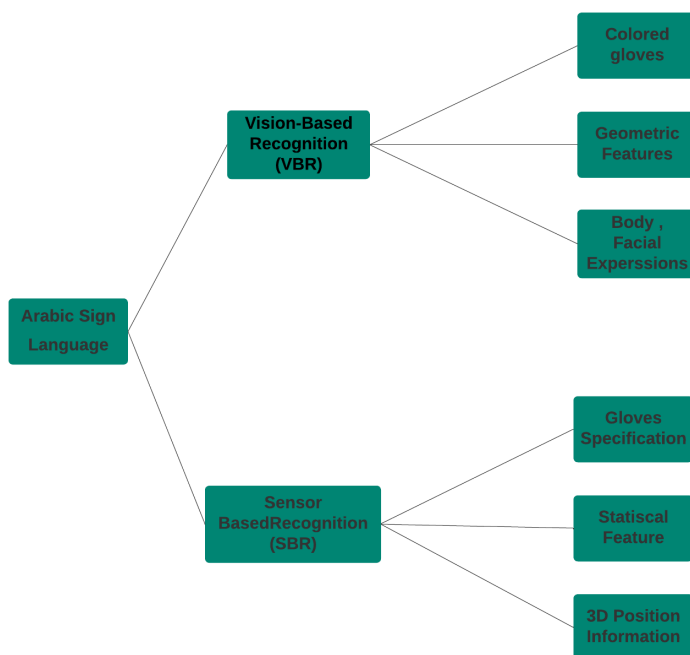 Colored
gloves
Vision-Based
Recognition
(VBR)
Geometric
Features
Body ,
Facial
Experssions
Arabic Sign
Language
Gloves
Specification
Sensor
BasedRecognition
(SBR)
Statiscal
Feature
3D Position
Information